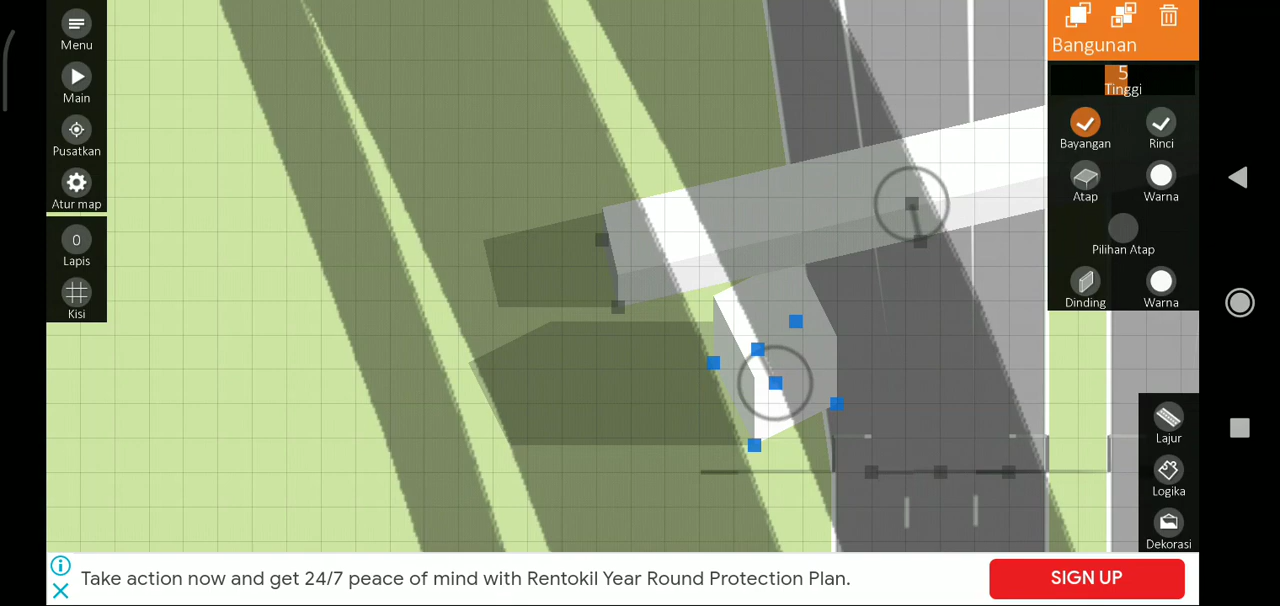 Menu
Main
Pusatkan
Atur map
0
Lapis
Kisi
Bangunan
5
Tinggi
Bayangan
Rinci
Atap
Warna
Pilihan Atap
Dinding
Warna
Lajur
Logika
Dekorasi
Take action now and get 24/7 peace of mind with Rentokil Year Round Protection Plan.
SIGN UP